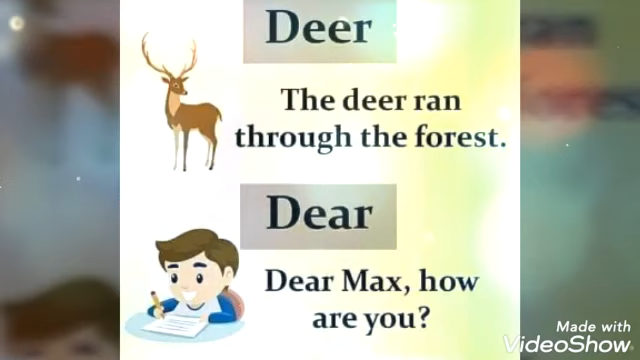 Deer
The deer ran
through the forest.
Dear
Dear Max, how
are you?
Made with
VideoShow